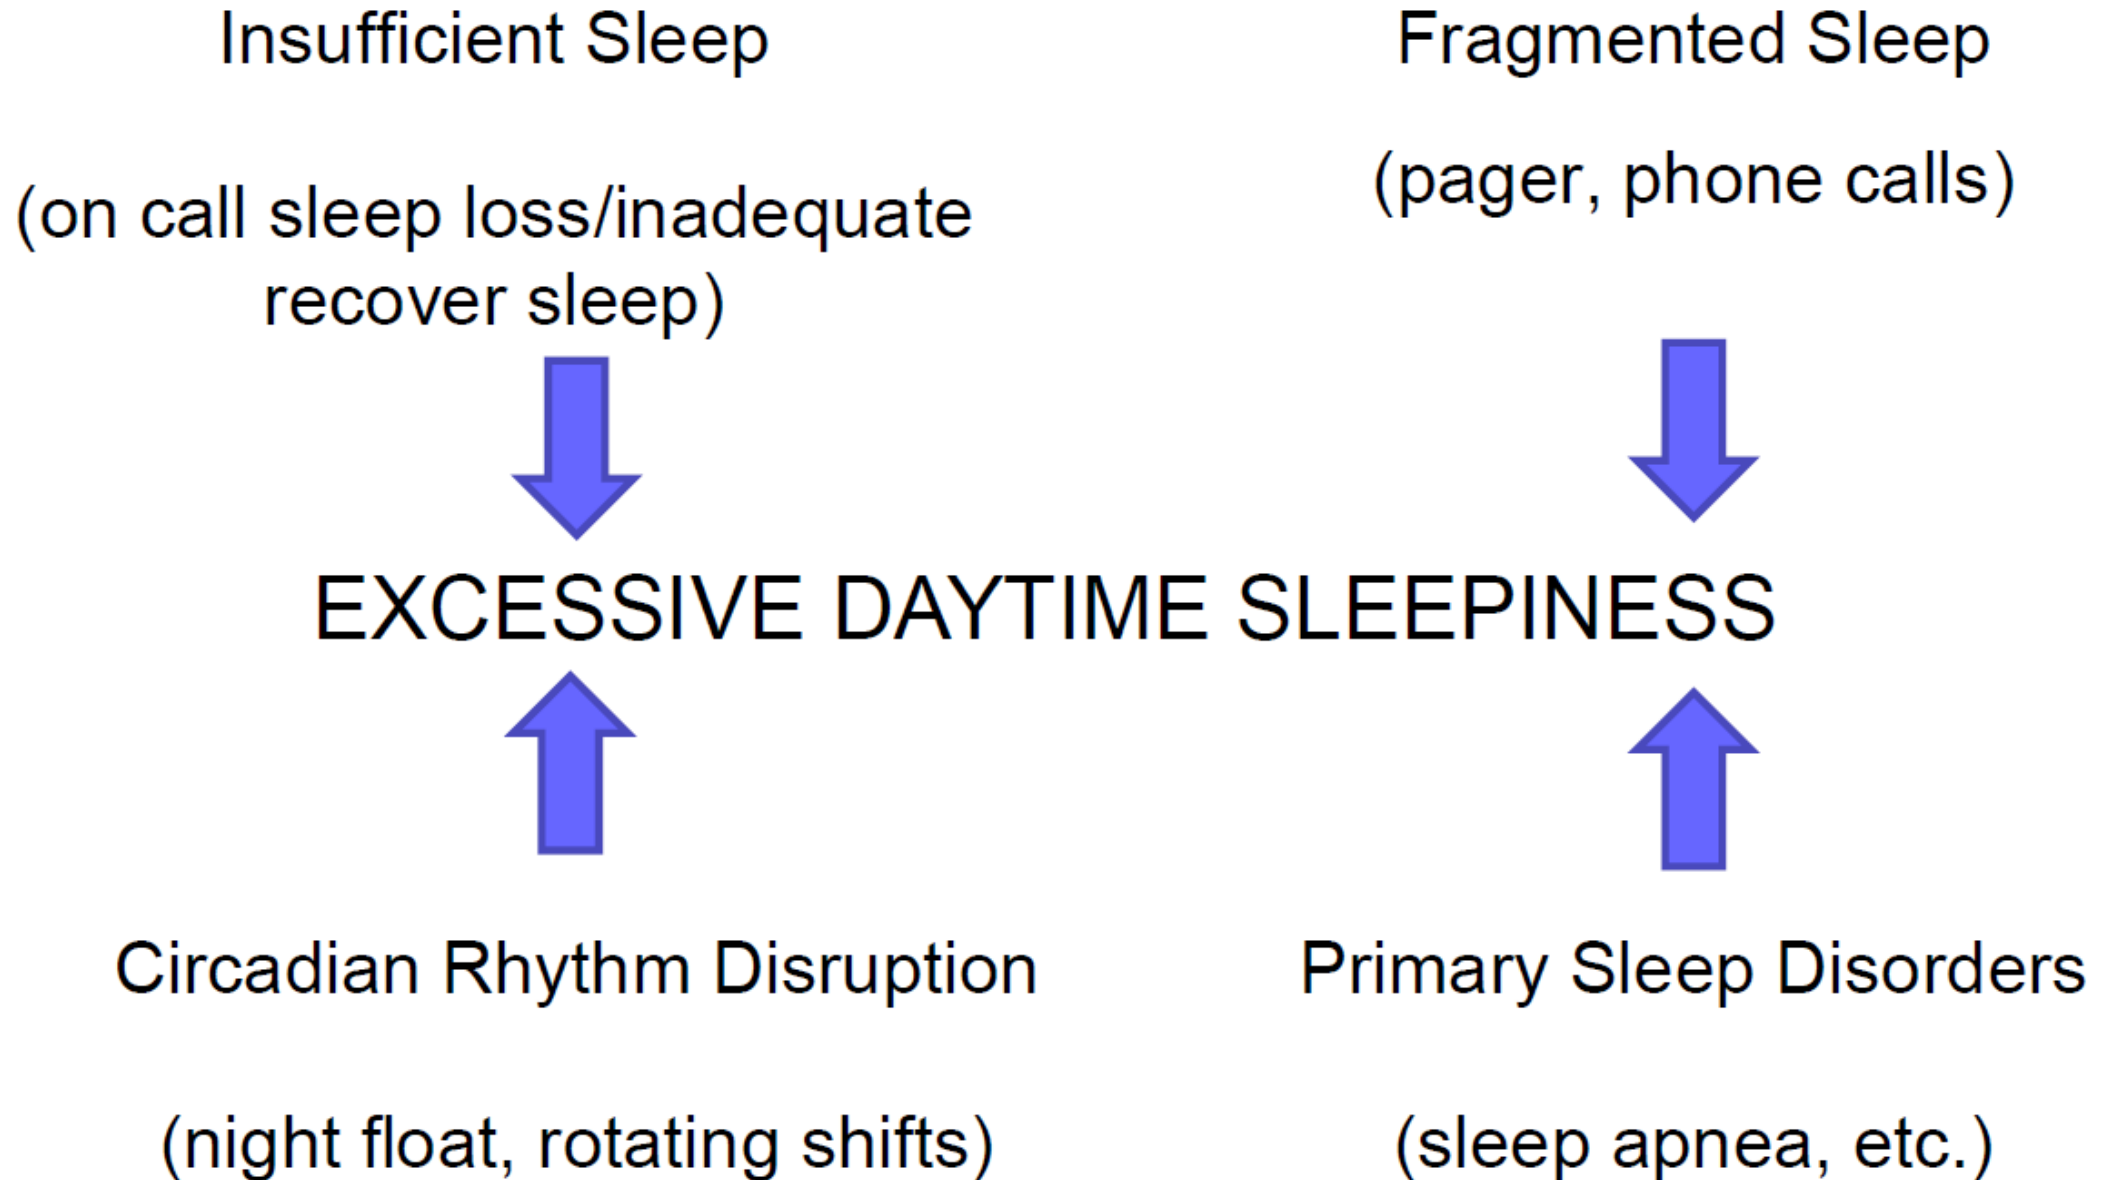 Insufficient Sleep
(on call sleep loss/inadequate
recover sleep)
Fragmented Sleep
(pager, phone calls)
EXCESSIVE DAYTIME SLEEPINESS
Circadian Rhythm Disruption
(night float, rotating shifts)
Primary Sleep Disorders
(sleep apnea, etc.)